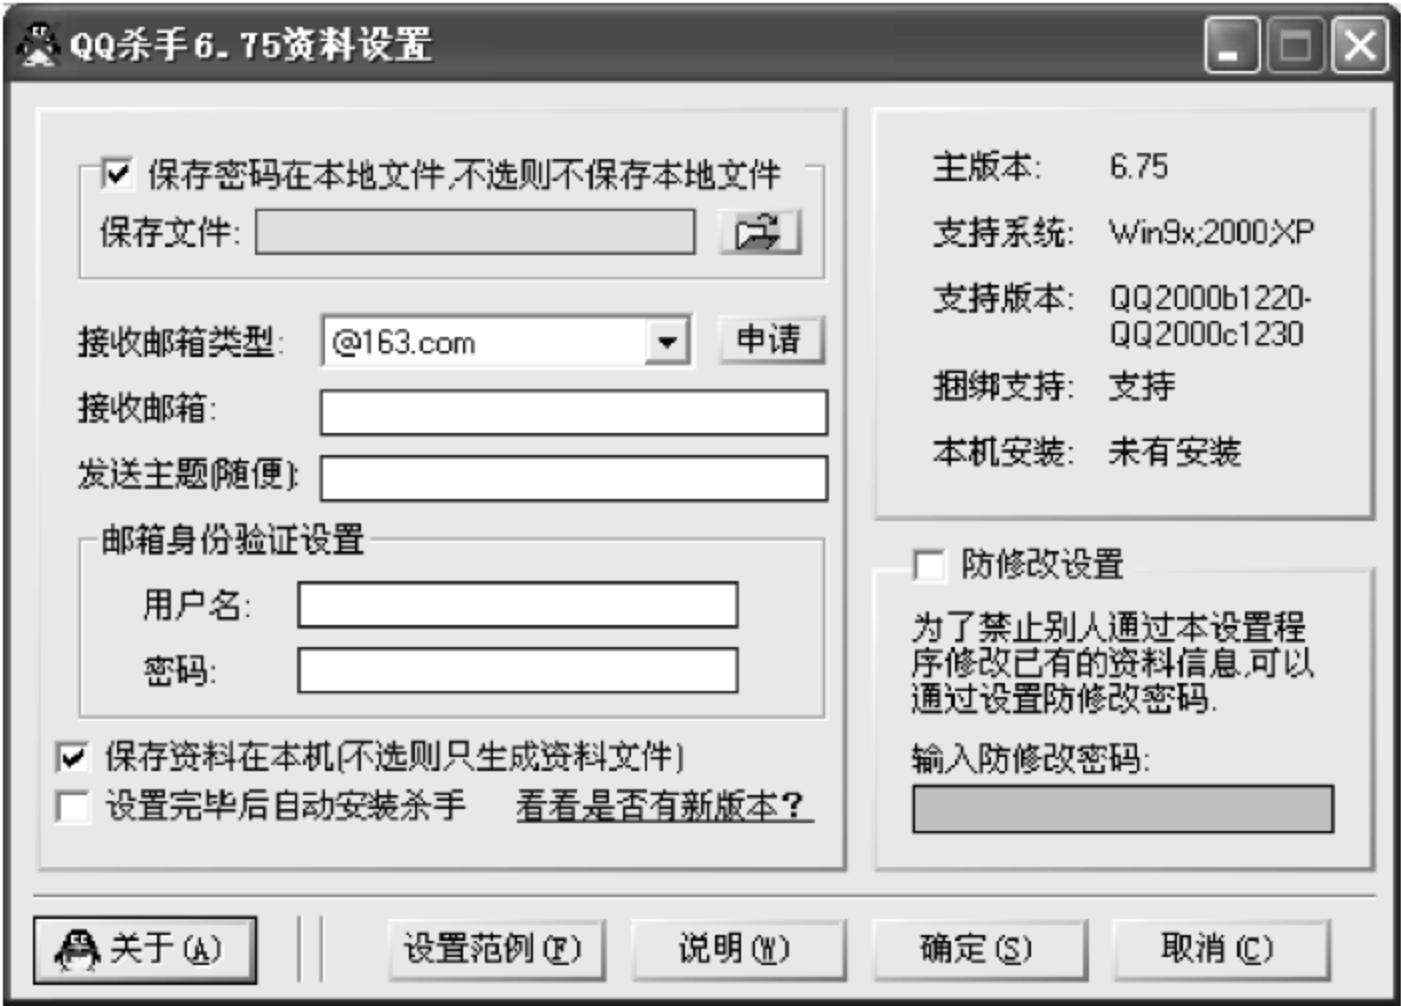 QQ杀手6.75资料设置
保存密码在本地文件,不选则不保存本地文件
保存文件:
接收邮箱类型: @163.com 申请
接收邮箱:
发送主题(随便):
邮箱身份验证设置
用户名:
密码:
保存资料在本机(不选则只生成资料文件)
设置完毕后自动安装杀手 看看是否有新版本?
主版本: 6.75
支持系统: Win9x;2000;XP
支持版本: QQ2000b1220-
QQ2000c1230
捆绑支持: 支持
本机安装: 未有安装
防修改设置
为了禁止别人通过本设置程
序修改已有的资料信息,可以
通过设置防修改密码.
输入防修改密码:
关于(A) 设置范例(F) 说明(W) 确定(S) 取消(C)